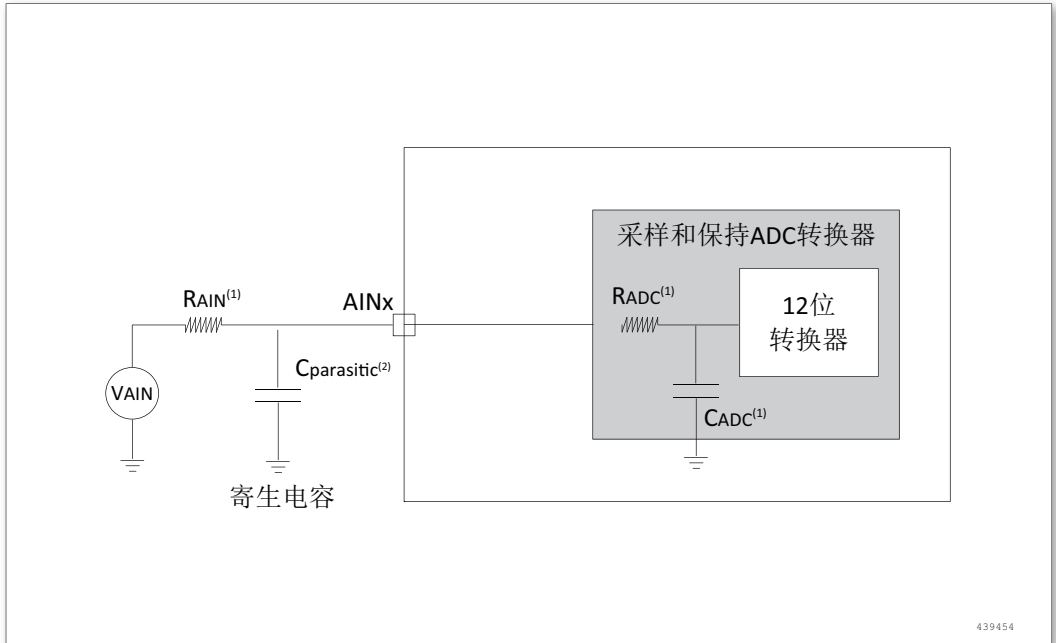 采样和保持ADC转换器
RAIN(1)
AINx
RADC(1)
12位
转换器
Cparasitic(2)
VAIN
CADC(1)
寄生电容
439454